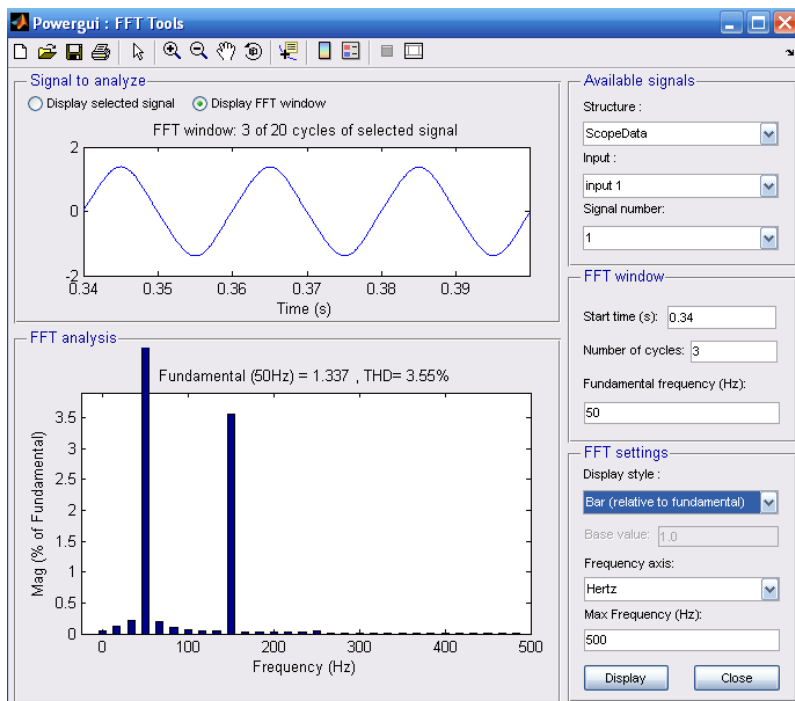 Powergui : FFT Tools
Signal to analyze
Display selected signal Display FFT window
FFT window: 3 of 20 cycles of selected signal
2
0
-2
0.34 0.35 0.36 0.37 0.38 0.39
Time (s)
FFT analysis
Fundamental (50Hz) = 1.337 , THD= 3.55%
Mag (% of Fundamental)
3.5
3
2.5
2
1.5
1
0.5
0
0 100 200 300 400 500
Frequency (Hz)
Available signals
Structure :
ScopeData
Input :
input 1
Signal number:
1
FFT window
Start time (s): 0.34
Number of cycles: 3
Fundamental frequency (Hz):
50
FFT settings
Display style :
Bar (relative to fundamental)
Base value: 1.0
Frequency axis:
Hertz
Max Frequency (Hz):
500
Display Close